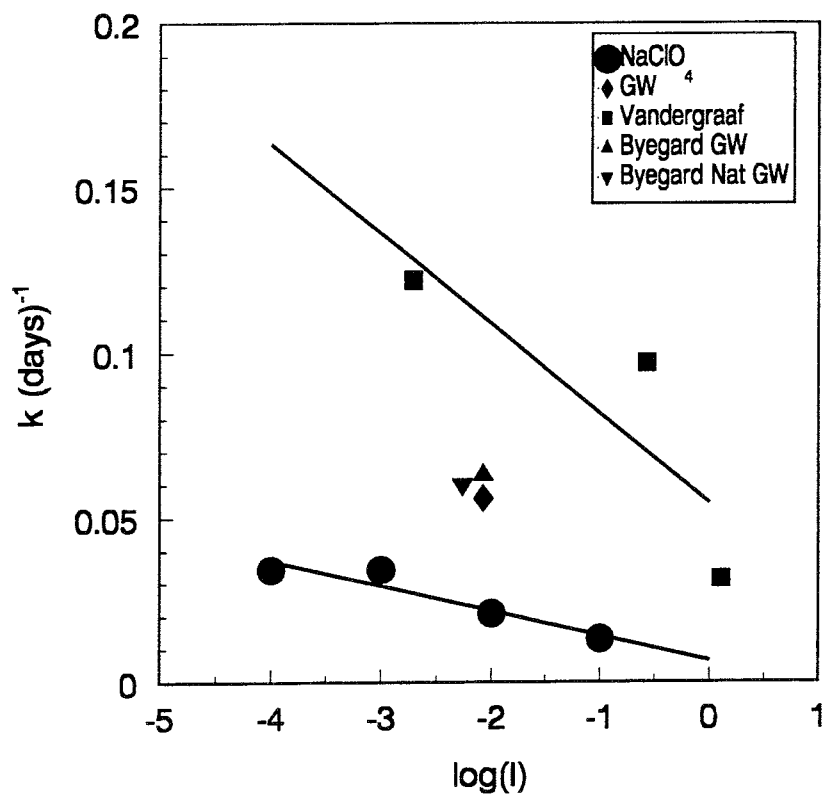 0.2
0.15
0.1
0.05
0
k (days)-1
NaClO4
GW
Vandergraaf
Byegard GW
Byegard Nat GW
-5 -4 -3 -2 -1 0 1
log(I)